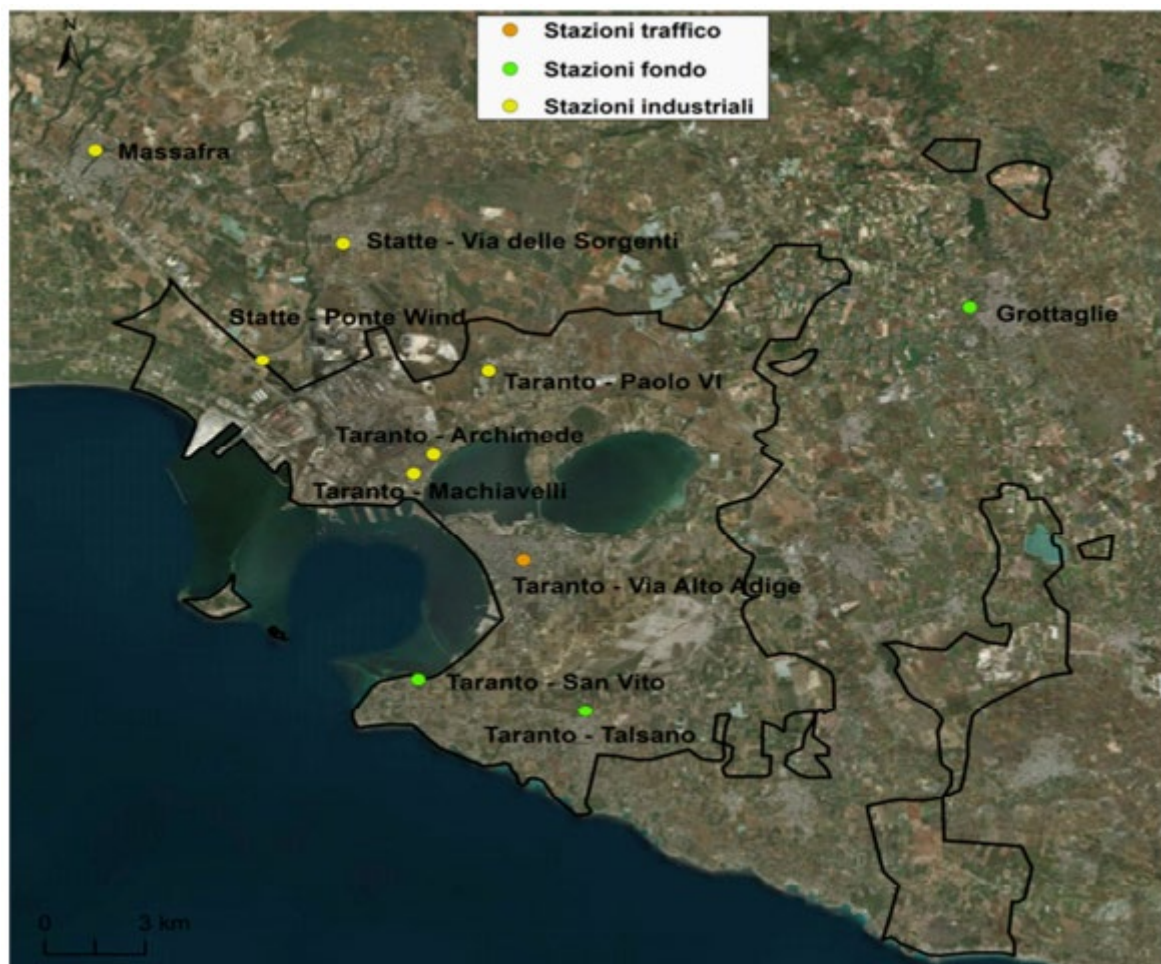 N
Stazioni traffico
Stazioni fondo
Stazioni industriali
Massafra
Statte - Via delle Sorgenti
Statte - Ponte Wind
Grottaglie
Taranto - Paolo VI
Taranto - Archimede
Taranto - Machiavelli
Taranto - Via Alto Adige
Taranto - San Vito
Taranto - Talsano
0 3 km